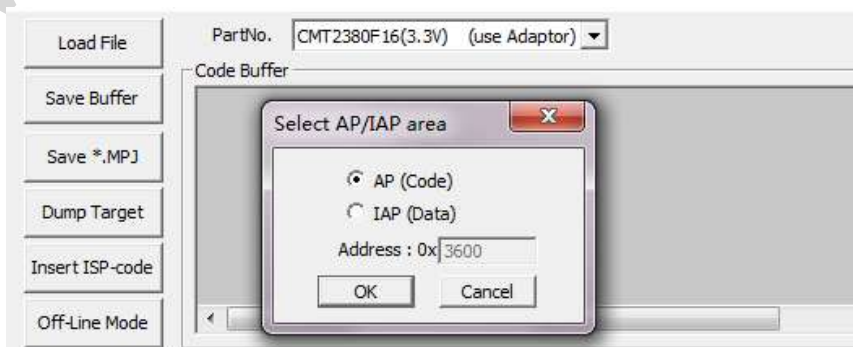 Load File
PartNo. CMT2380F16(3.3V) (use Adaptor)
Code Buffer
Save Buffer
Select AP/IAP area
Save *.MPJ
AP (Code)
Dump Target
IAP (Data)
Address : 0x 3600
Insert ISP-code
OK Cancel
Off-Line Mode